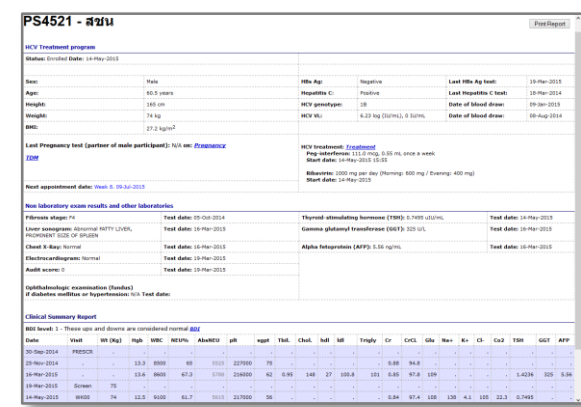 PS4521 - สชน
Print Report
HCV Treatment program
Status: Enrolled Date: 14-May-2015
Sex: Male HBs Ag: Negative Last HBs Ag test: 19-Mar-2015
Age: 60.5 years Hepatitis C: Positive Last Hepatitis C test: 16-Mar-2014
Height: 165 cm HCV genotype: 1B Date of blood draw: 09-Jan-2015
Weight: 74 kg HCV VL: 6.23 log (IU/mL), 0 IU/mL Date of blood draw: 08-Aug-2014
BMI: 27.2 kg/m2
Last Pregnancy test (partner of male participant): N/A on: Pregnancy
TDM
HCV treatment: Treatment
Peg-interferon: 111.0 mcg, 0.55 mL once a week
Start date: 14-May-2015 15:55
Ribavirin: 1000 mg per day (Morning: 600 mg / Evening: 400 mg)
Start date: 14-May-2015
Next appointment date: Week 8, 09-Jul-2015
Non laboratory exam results and other laboratories
Fibrosis stage: F4 Test date: 05-Oct-2014 Thyroid-stimulating hormone (TSH): 0.7495 uIU/mL Test date: 14-May-2015
Liver sonogram: Abnormal FATTY LIVER, PROMINENT SIZE OF SPLEEN Test date: 16-Mar-2015 Gamma glutamyl transferase (GGT): 325 U/L Test date: 16-Mar-2015
Chest X-Ray: Normal Test date: 16-Mar-2015 Alpha fetoprotein (AFP): 5.56 ng/mL Test date: 16-Mar-2015
Electrocardiogram: Normal Test date: 19-Mar-2015
Audit score: 0 Test date: 19-Mar-2015
Ophthalmologic examination (fundus)
if diabetes mellitus or hypertension: N/A Test date:
Clinical Summary Report
BDI level: 1 - These ups and downs are considered normal BDI
Date Visit Wt (Kg) Hgb WBC NEU% AbsNEU plt sgpt Tbil. Chol. hdl ldl Trigly Cr CrCL Glu Na+ K+ Cl- Co2 TSH GGT AFP
30-Sep-2014 PRESCR . . . . . . . . . . . . . . . . . . . . . .
25-Nov-2014 . . 13.3 8500 65 5525 227000 75 . . . . . 0.88 94.8 . . . . . . . .
16-Mar-2015 . . 13.6 8600 67.3 5788 216000 62 0.95 148 27 100.8 101 0.85 97.8 109 . . . . 1.4236 325 5.56
19-Mar-2015 Screen 75 . . . . . . . . . . . . . . . . . . . . .
14-May-2015 WK00 74 12.5 9100 61.7 5615 217000 56 . . . . . 0.84 97.4 108 138 4.1 105 22.3 0.7495 . .